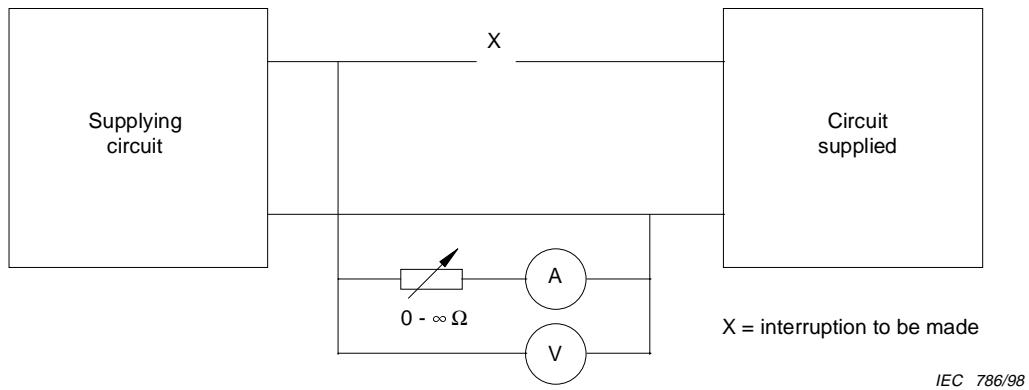 X
Supplying
circuit
Circuit
supplied
A
0 - ∞ Ω
X = interruption to be made
V
IEC 786/98